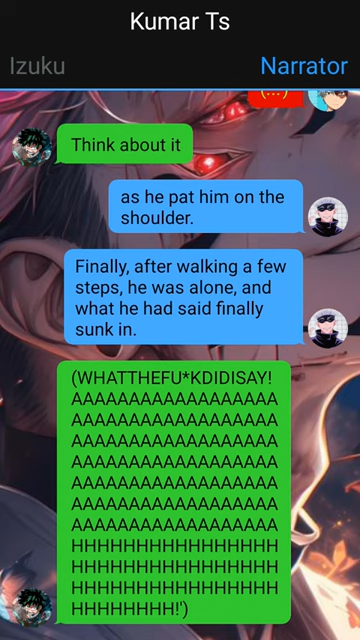 Kumar Ts
Izuku
Narrator
(...)
Think about it
as he pat him on the
shoulder.
Finally, after walking a few
steps, he was alone, and
what he had said finally
sunk in.
(WHATTHEFU*KDIDISAY!
AAAAAAAAAAAAAAAAAA
AAAAAAAAAAAAAAAAAA
AAAAAAAAAAAAAAAAAA
AAAAAAAAAAAAAAAAAA
AAAAAAAAAAAAAAAAAA
AAAAAAAAAAAAAAAAAA
AAAAAAAAAAAAAAAAAA
HHHHHHHHHHHHHHHH
HHHHHHHHHHHHHHHH
HHHHHHHHHHHHHHHH
HHHHHHHH!')